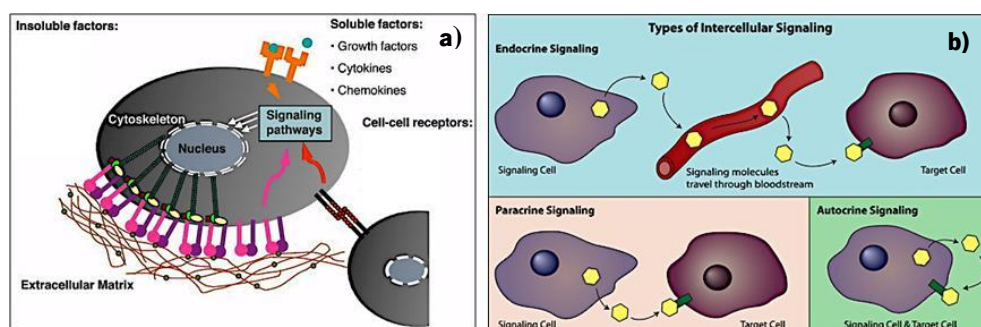 Insoluble factors:
Soluble factors:
a)
• Growth factors
• Cytokines
• Chemokines
Cell-cell receptors:
Signaling
pathways
Cytoskeleton
Nucleus
Extracellular Matrix
Types of Intercellular Signaling
b)
Endocrine Signaling
Signaling Cell
Signaling molecules
travel through bloodstream
Target Cell
Paracrine Signaling
Signaling Cell
Target Cell
Autocrine Signaling
Signaling Cell & Target Cell